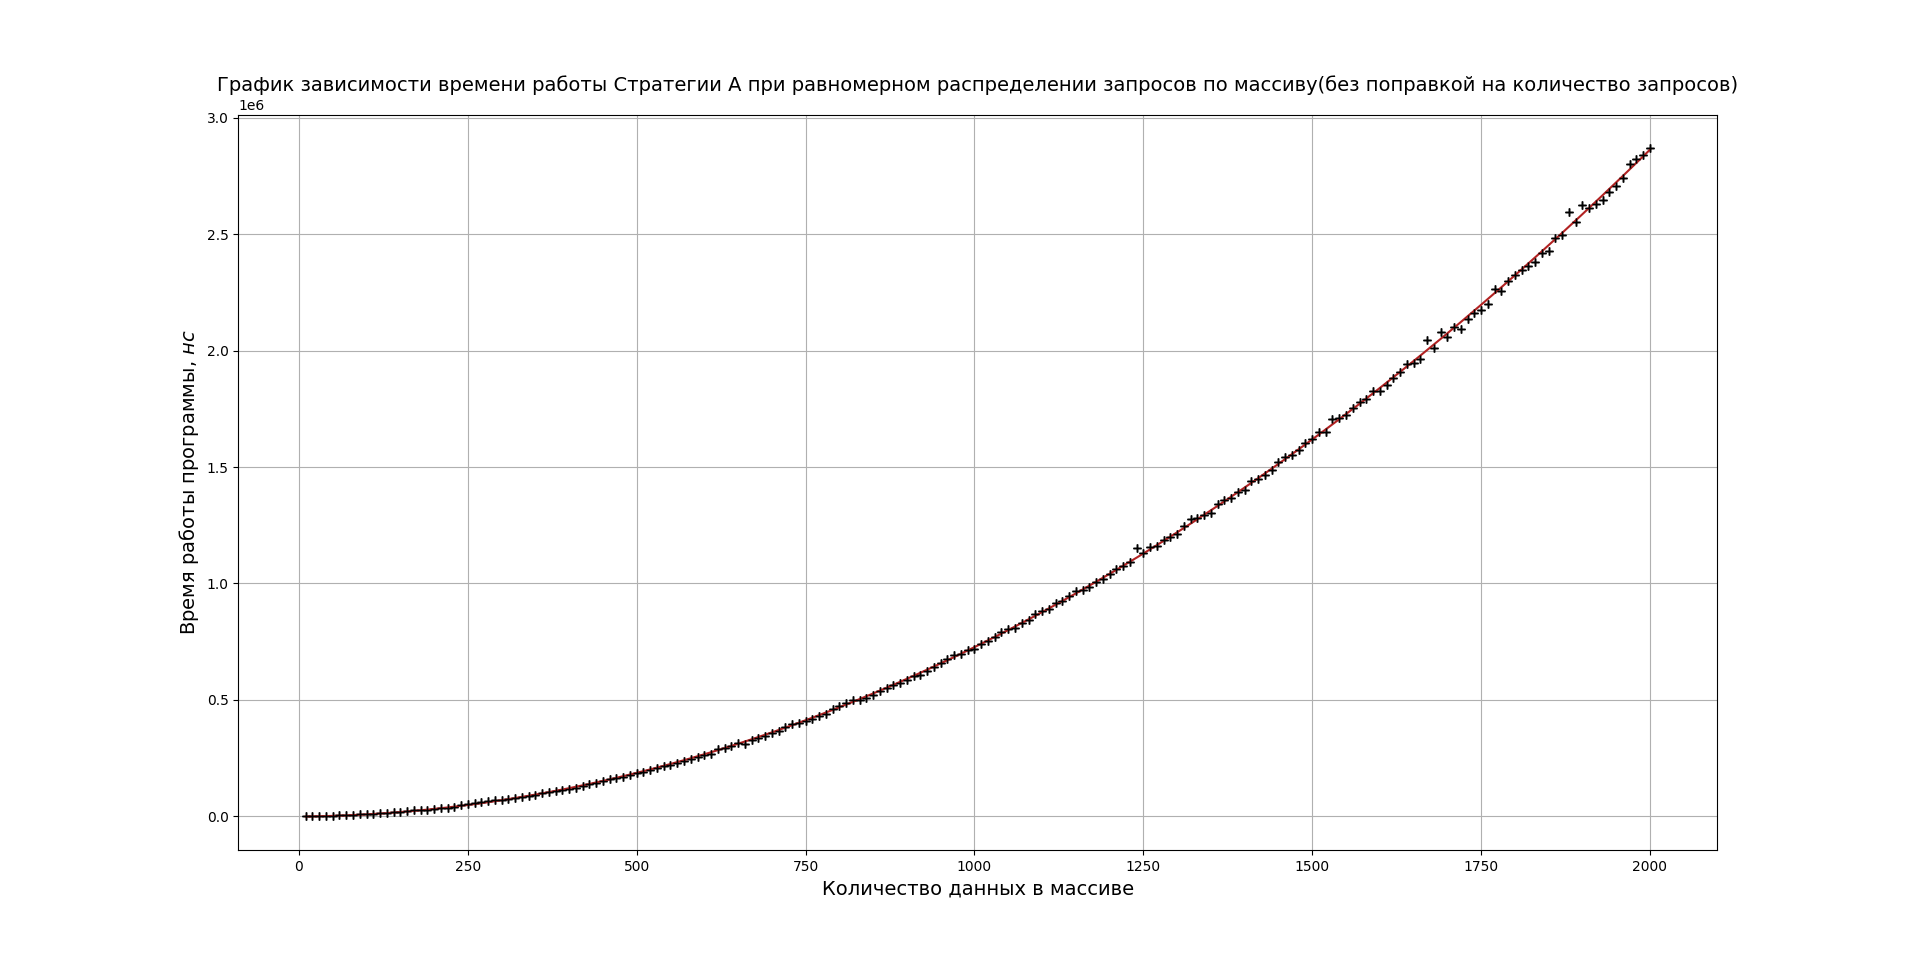 График зависимости времени работы Стратегии А при равномерном распределении запросов по массиву(без поправкой на количество запросов)
1e6
3.0
2.5
2.0
1.5
1.0
0.5
0.0
Время работы программы, нс
0 250 500 750 1000 1250 1500 1750 2000
Количество данных в массиве